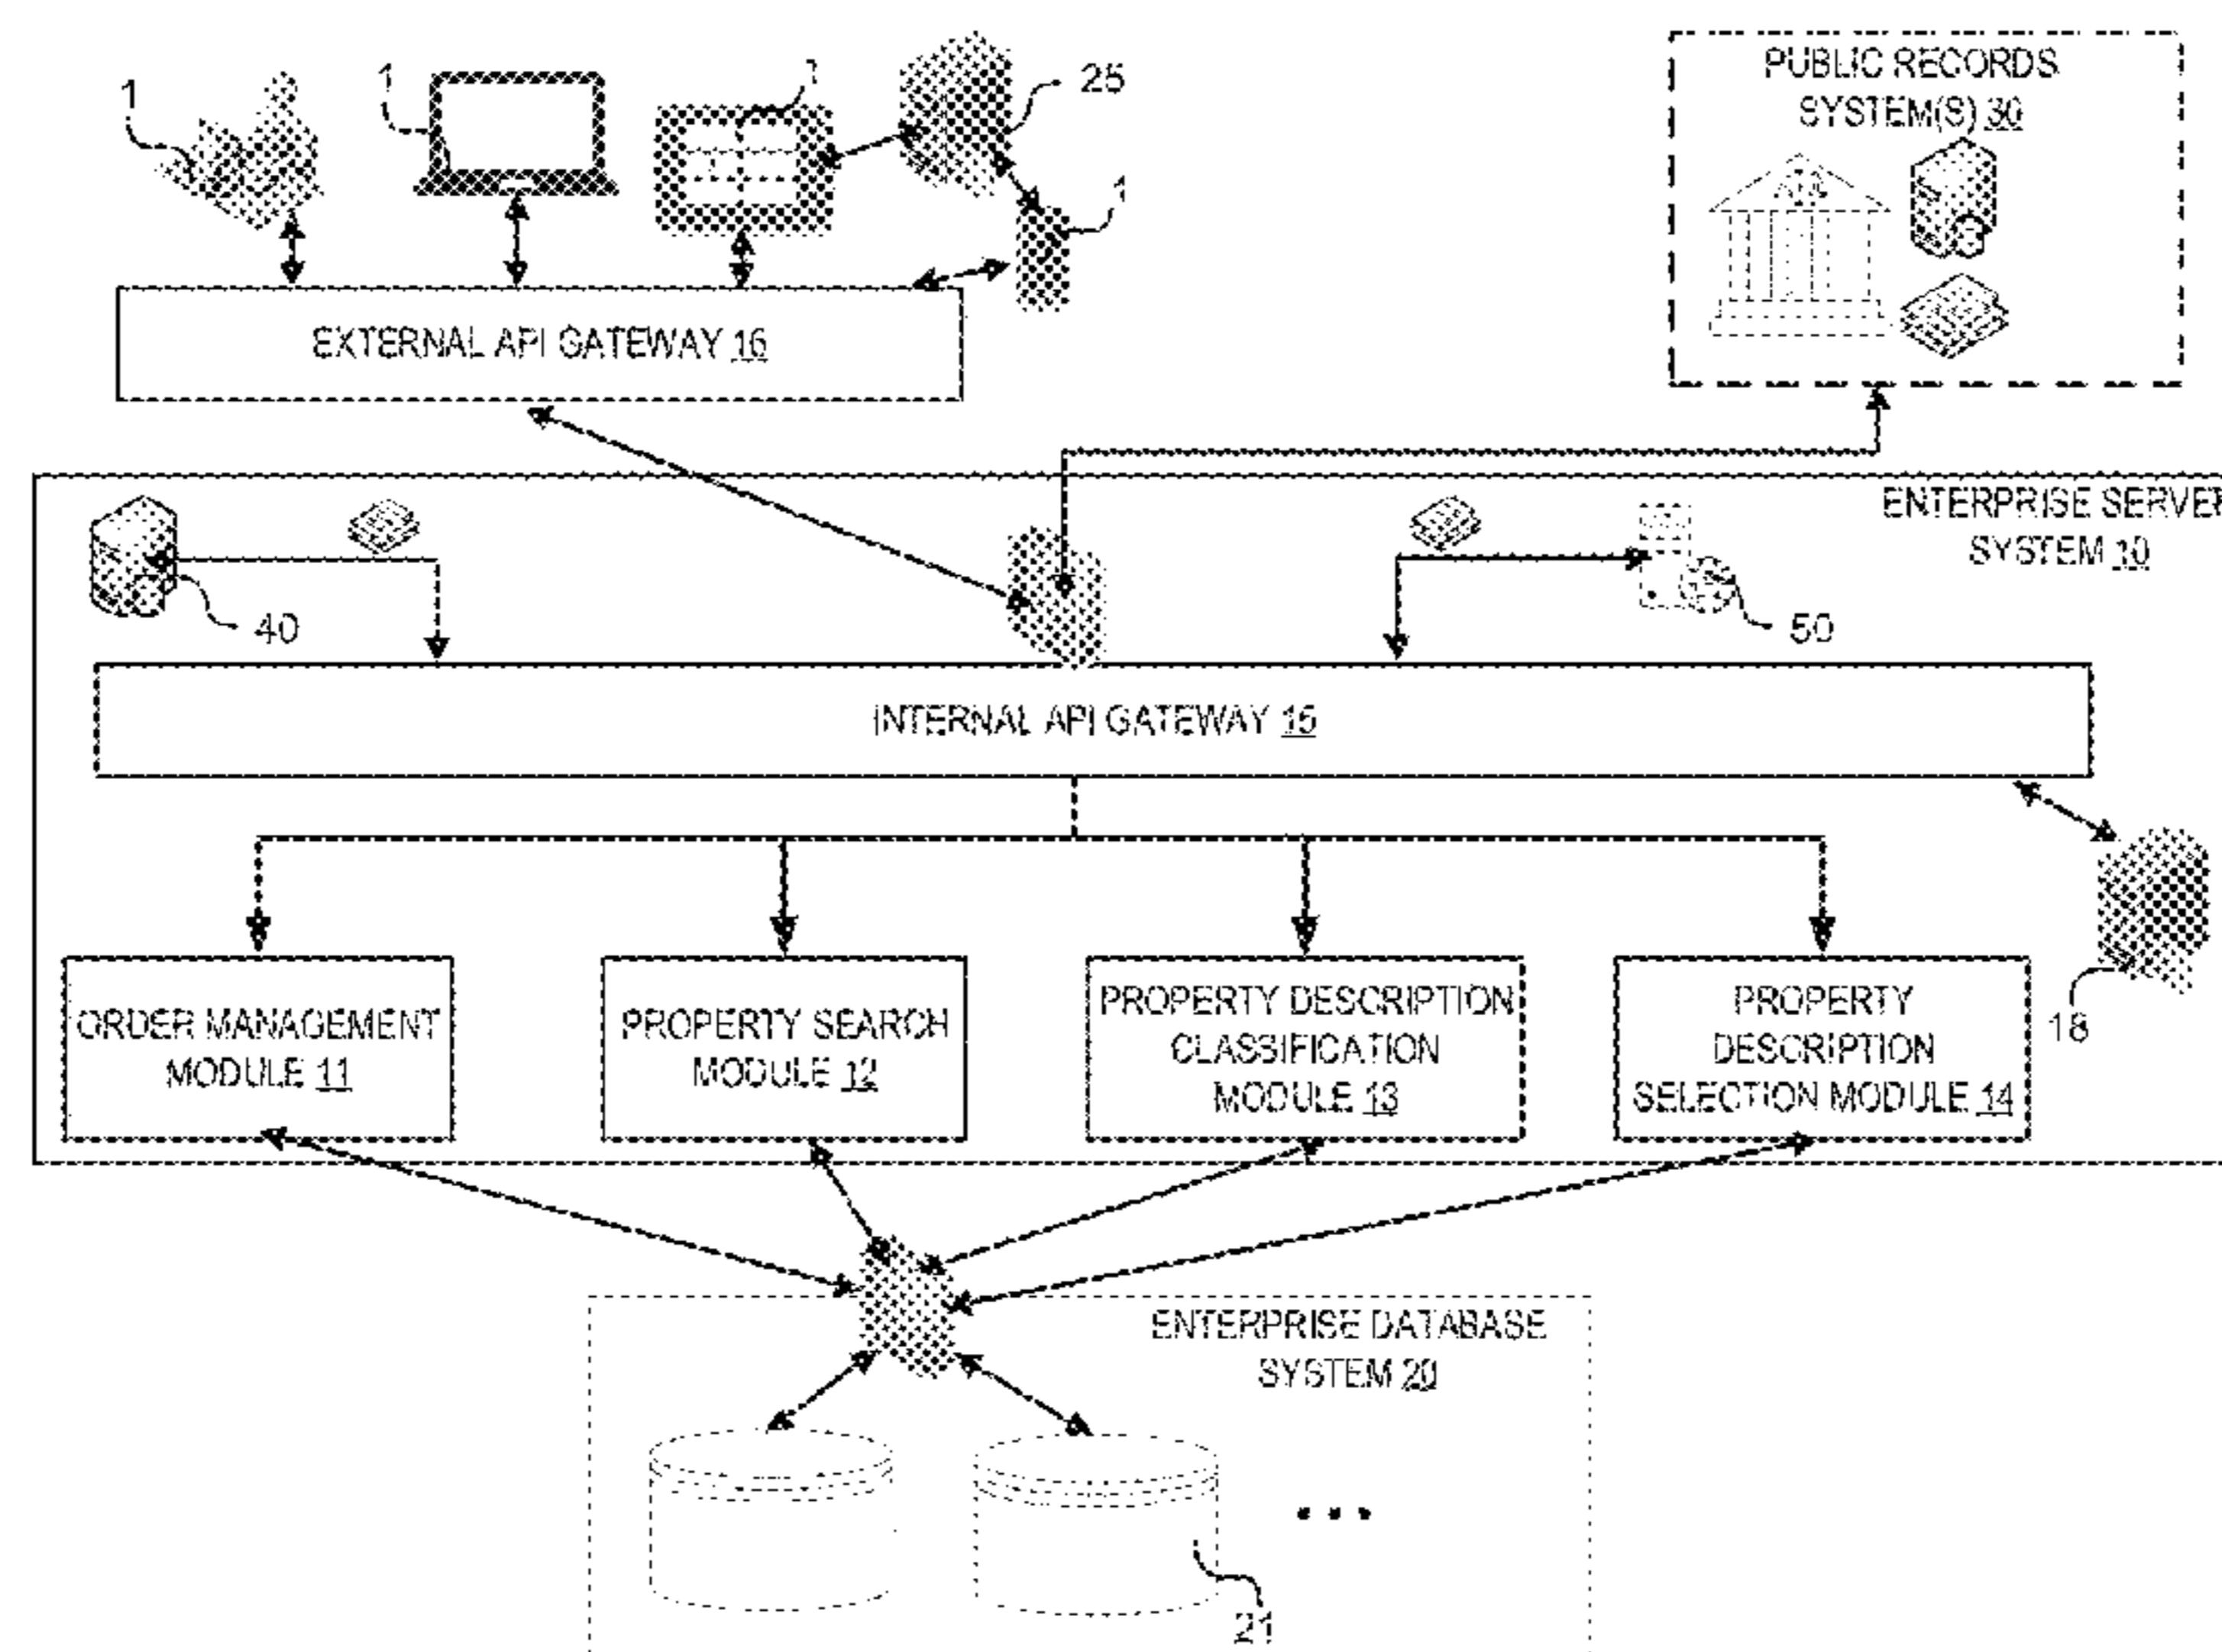 1
1
1
25
PUBLIC RECORDS
SYSTEM(S) 30
1
EXTERNAL API GATEWAY 16
ENTERPRISE SERVER
SYSTEM 10
40
50
INTERNAL API GATEWAY 15
ORDER MANAGEMENT
MODULE 11
PROPERTY SEARCH
MODULE 12
PROPERTY DESCRIPTION
CLASSIFICATION
MODULE 13
PROPERTY
DESCRIPTION
SELECTION MODULE 14
18
ENTERPRISE DATABASE
SYSTEM 20
21